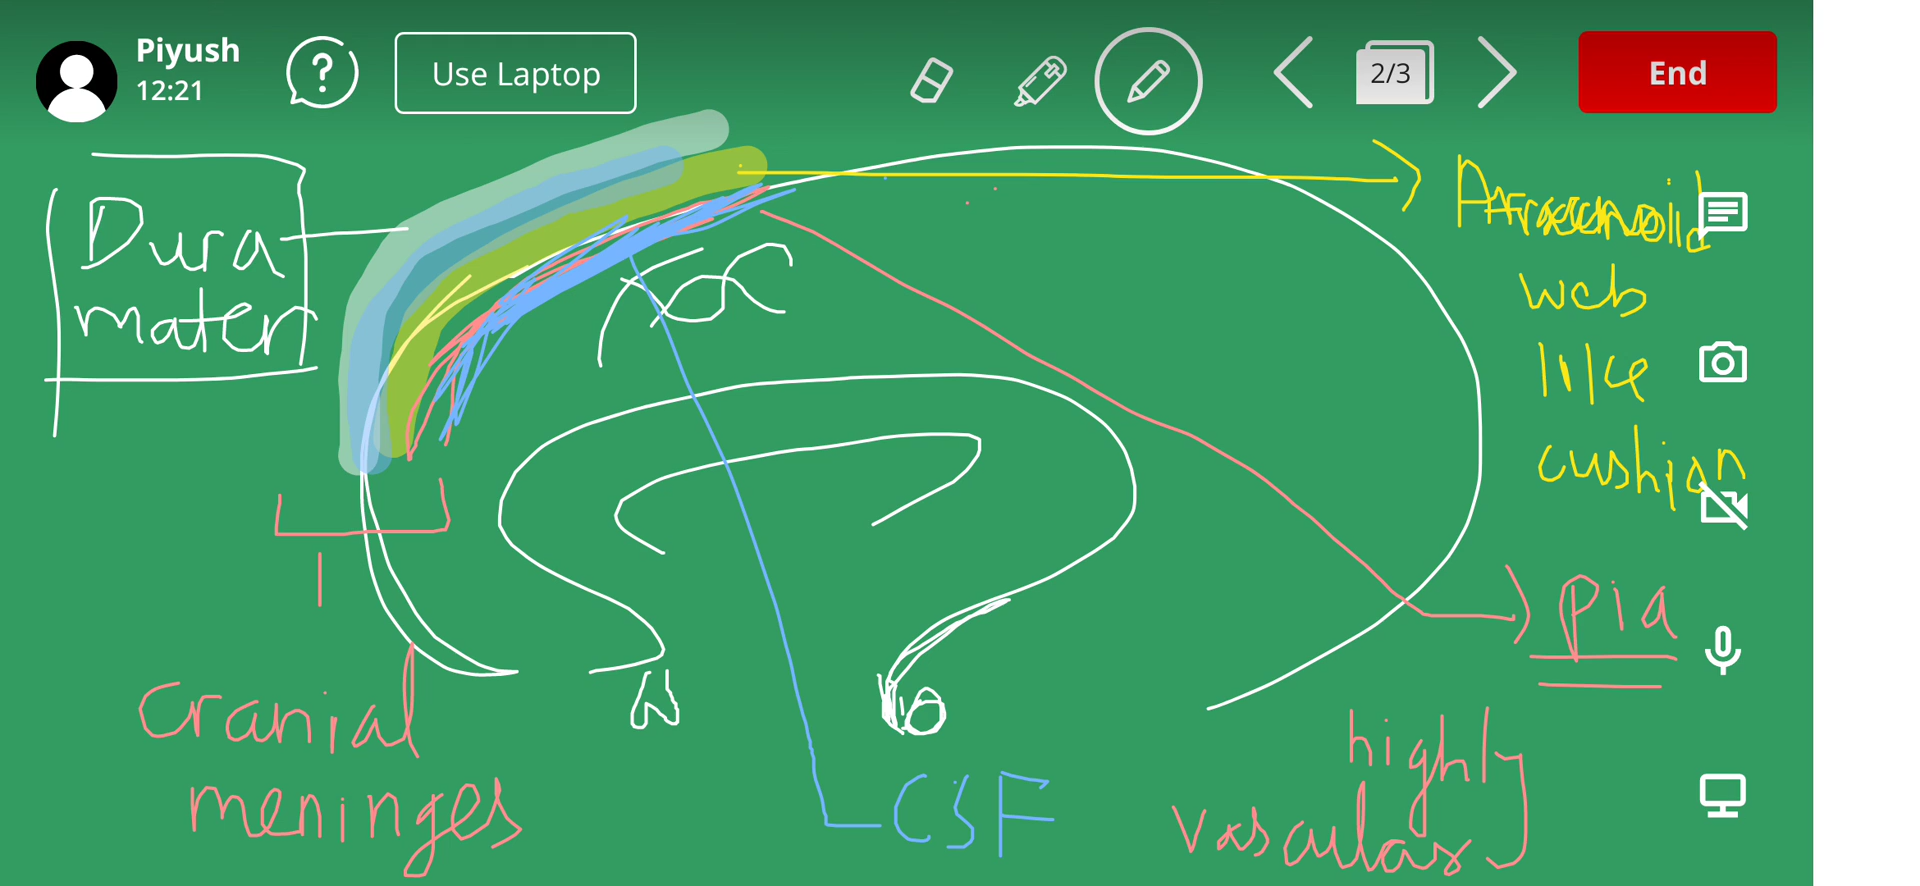 Piyush
12:21
Use Laptop
2/3
End
Dura
mater
web
like
cushion
Pia
Cranial
meninges
CSF
highly
vascular